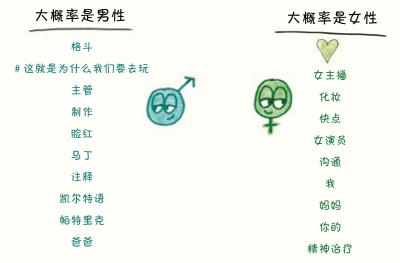 大概率是男性
格斗
#这就是为什么我们要去玩
主管
制作
脸红
马丁
注释
凯尔特语
帕特里克
爸爸
大概率是女性
女主播
化妆
快点
女演员
沟通
我
妈妈
你的
精神治疗